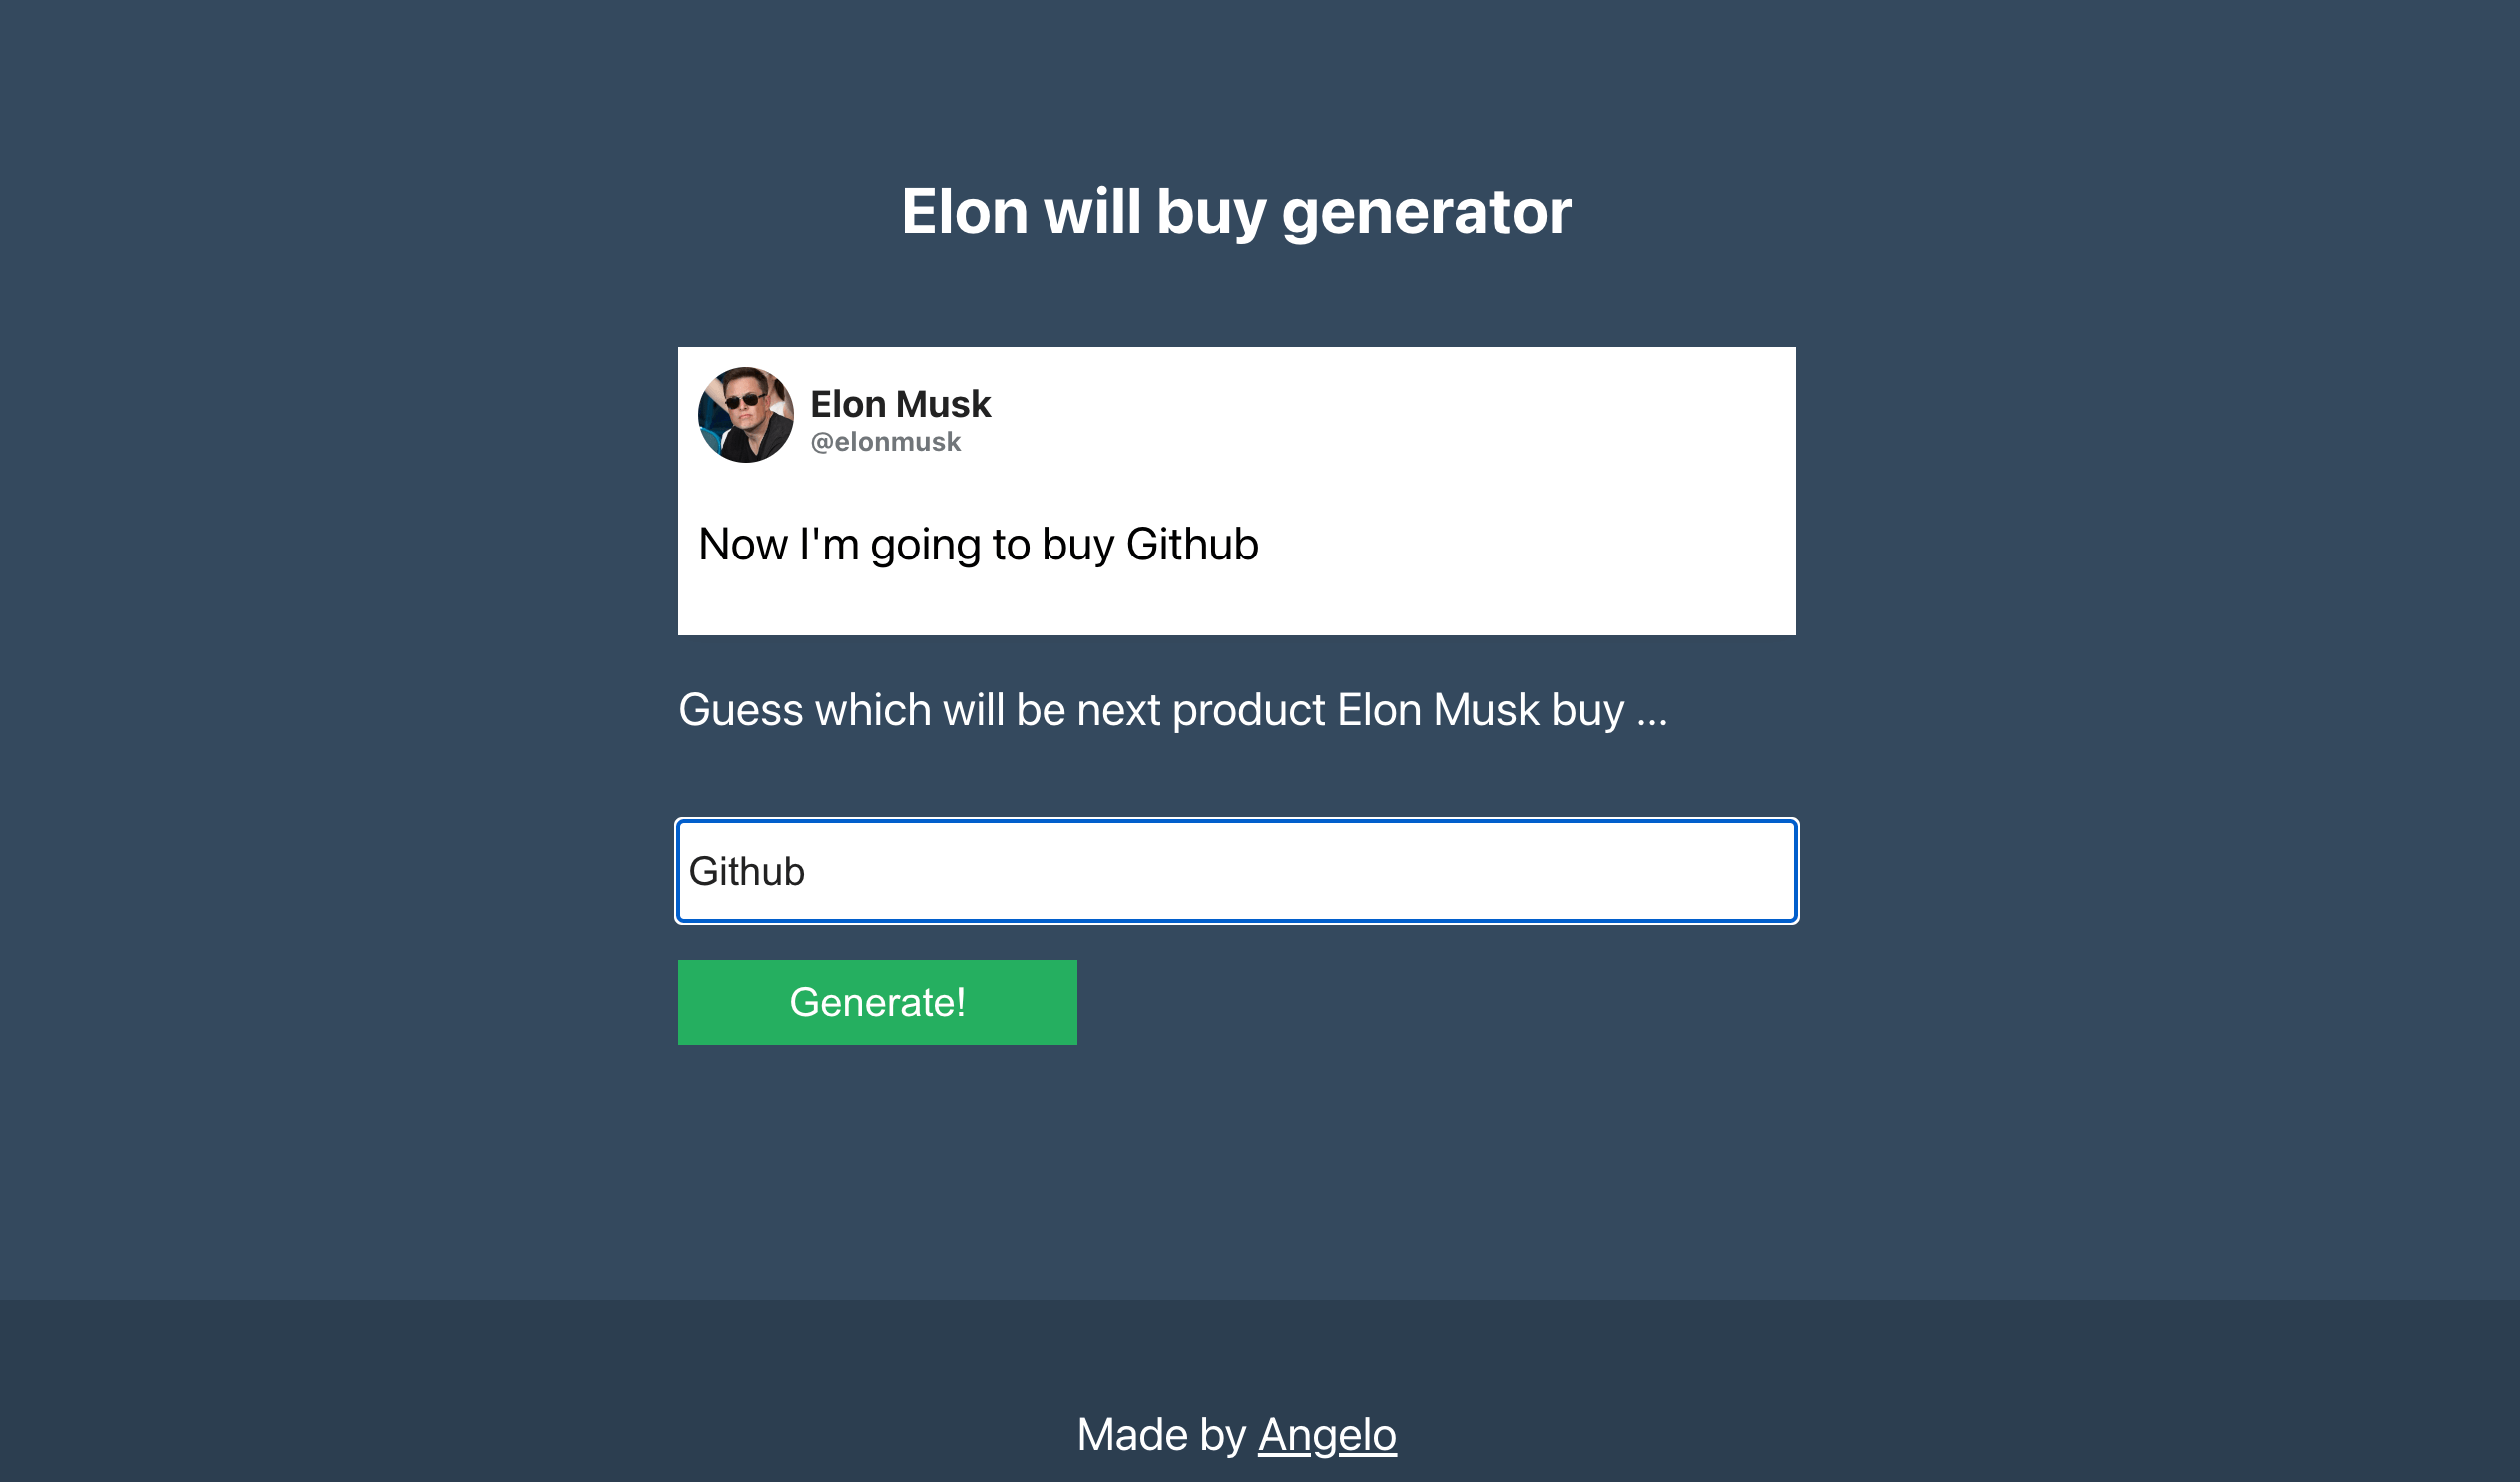 Elon will buy generator
Elon Musk
@elonmusk
Now I'm going to buy Github
Guess which will be next product Elon Musk buy ...
Github
Generate!
Made by Angelo